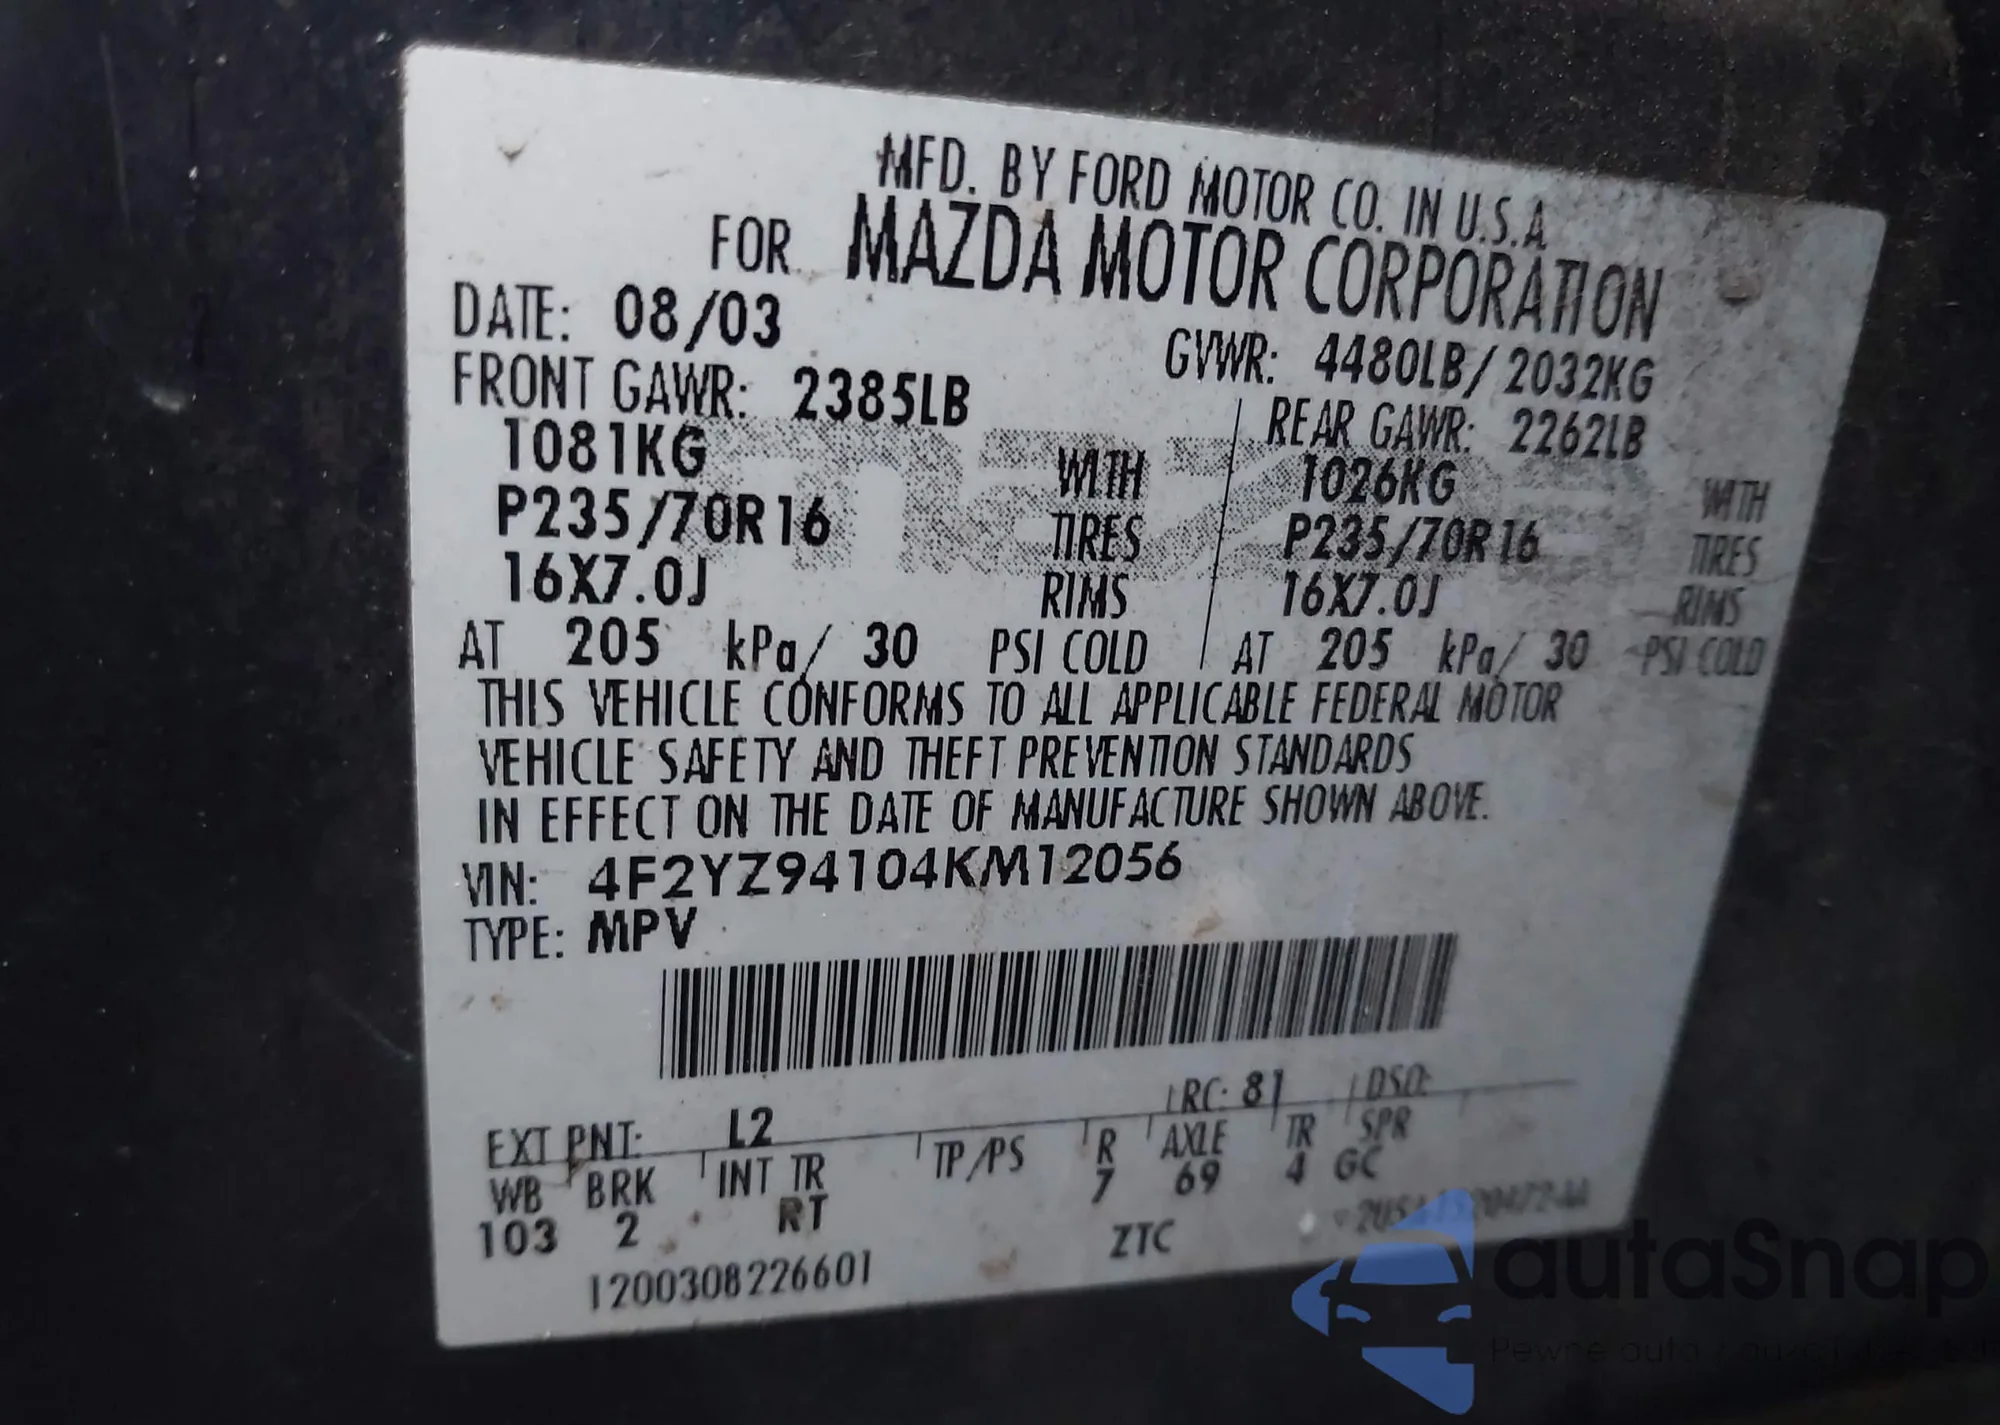 MFD. BY FORD MOTOR CO. IN U.S.A
FOR MAZDA MOTOR CORPORATION
DATE: 08/03 GVWR: 4480LB/2032KG
FRONT GAWR: 2385LB REAR GAWR: 2262LB
1081KG WITH 1026KG WITH
P235/70R16 TIRES P235/70R16 TIRES
16X7.0J RIMS 16X7.0J RIMS
AT 205 kPa/ 30 PSI COLD AT 205 kPa/ 30 PSI COLD
THIS VEHICLE CONFORMS TO ALL APPLICABLE FEDERAL MOTOR
VEHICLE SAFETY AND THEFT PREVENTION STANDARDS
IN EFFECT ON THE DATE OF MANUFACTURE SHOWN ABOVE.
VIN: 4F2YZ94104KM12056
TYPE: MPV
EXT PNT: L2 RC: 81 DSO:
WB BRK INT TR TP/PS R AXLE TR SPR
103 2 RT 7 69 4 GC
1200308226601 ZTC
autaSnap